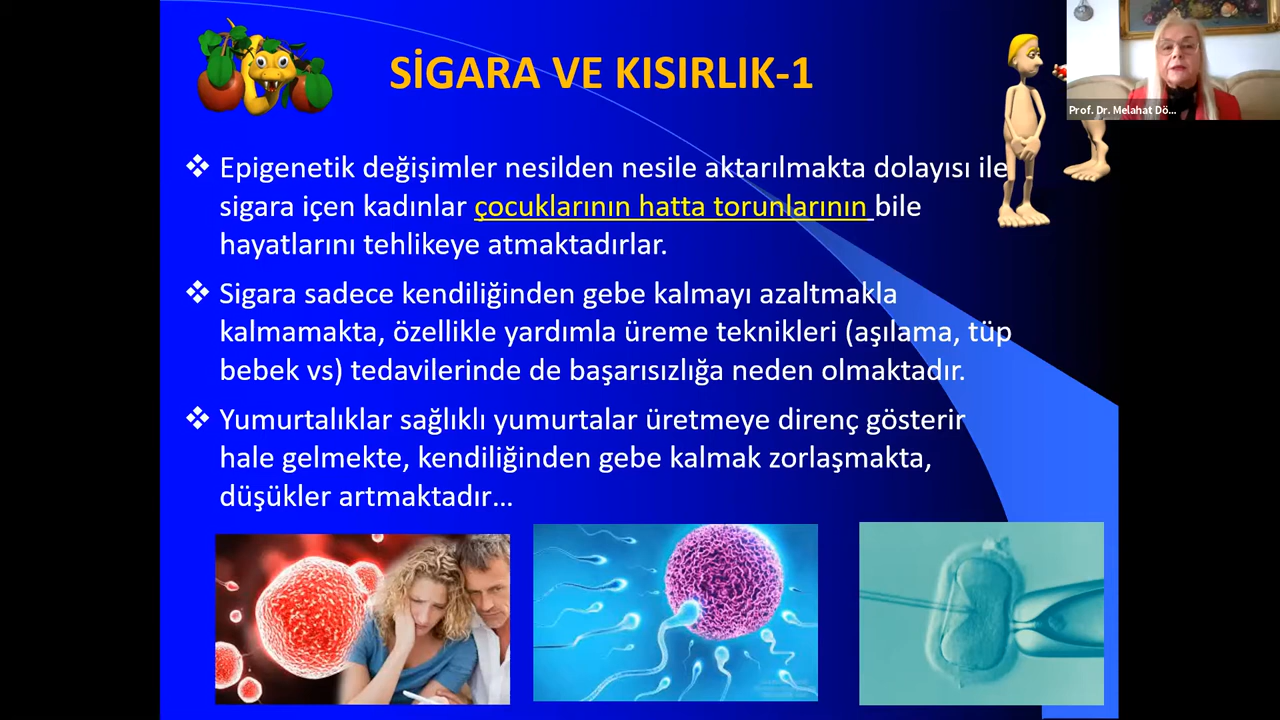 SİGARA VE KISIRLIK-1
Prof. Dr. Melahat Dö...
❖ Epigenetik değişimler nesilden nesile aktarılmakta dolayısı ile
sigara içen kadınlar çocuklarının hatta torunlarının bile
hayatlarını tehlikeye atmaktadırlar.
❖ Sigara sadece kendiliğinden gebe kalmayı azaltmakla
kalmamakta, özellikle yardımla üreme teknikleri (aşılama, tüp
bebek vs) tedavilerinde de başarısızlığa neden olmaktadır.
❖ Yumurtalıklar sağlıklı yumurtalar üretmeye direnç gösterir
hale gelmekte, kendiliğinden gebe kalmak zorlaşmakta,
düşükler artmaktadır…